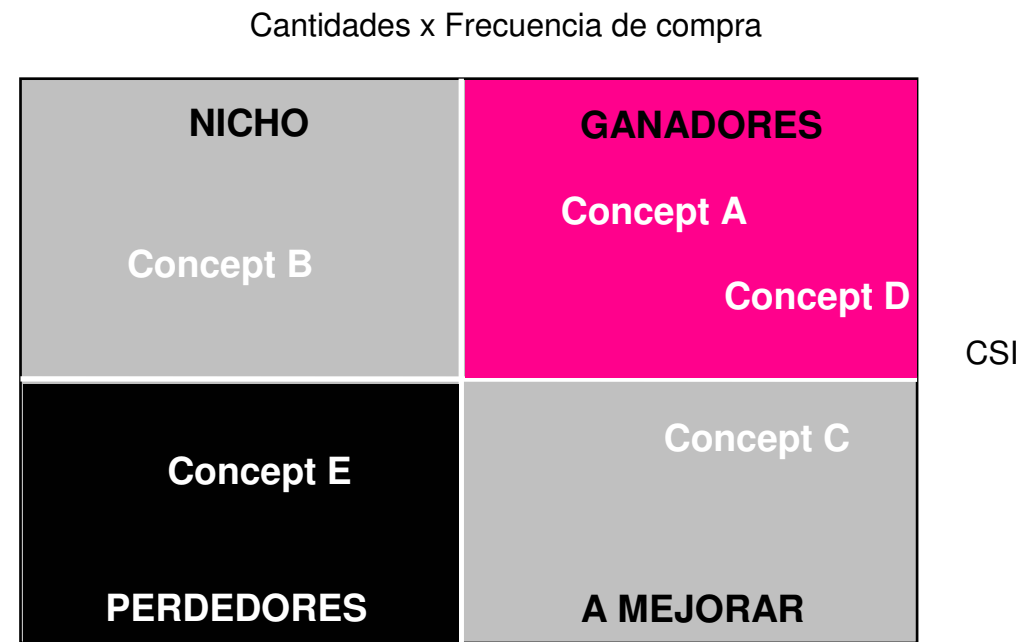 Cantidades x Frecuencia de compra
NICHO
GANADORES
Concept A
Concept B
Concept D
CSI
Concept C
Concept E
PERDEDORES
A MEJORAR